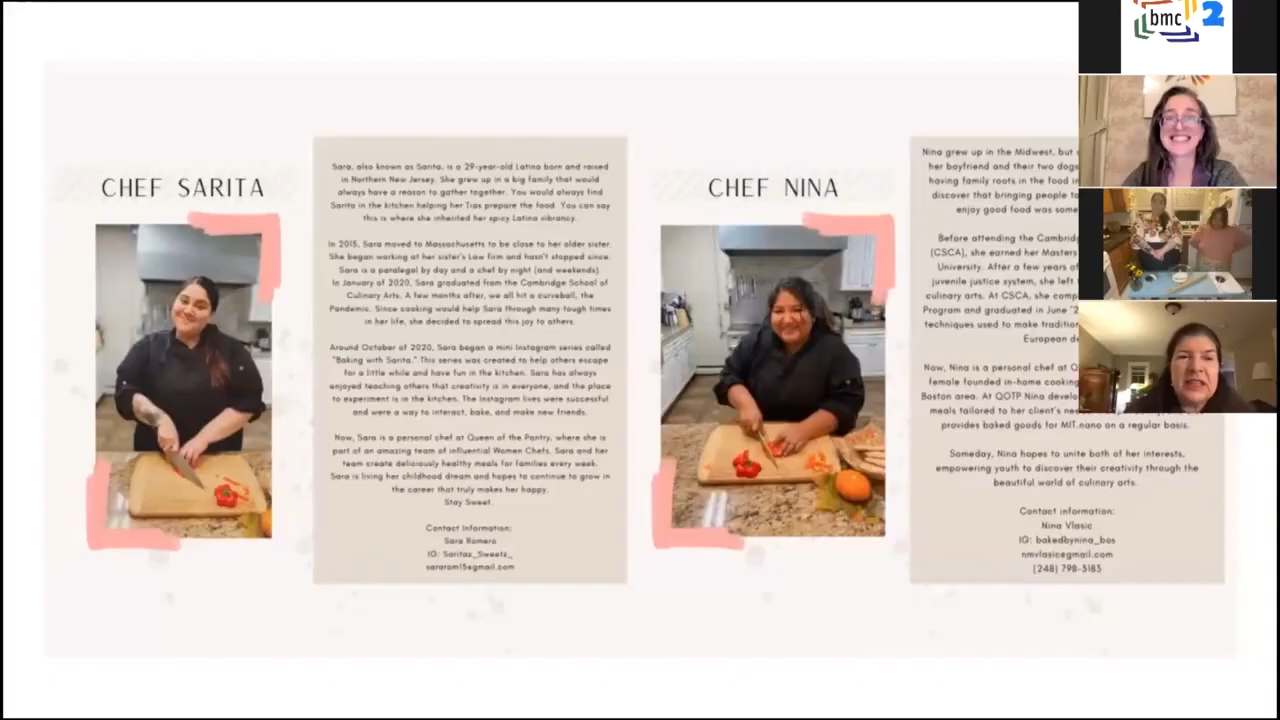 bmc 2
CHEF SARITA
Sara, also known as Sarita, is a 29-year-old Latina born and raised
in Northern New Jersey. She grew up in a big family that would
always have a reason to gather together. You would always find
Sarita in the kitchen helping her Tias prepare the food. You can say
this is where she inherited her spicy Latina vibrancy.
In 2015, Sara moved to Massachusetts to be close to her older sister.
She began working at her sister's Law firm and hasn't stopped since.
Sara is a paralegal by day and a chef by night (and weekends).
In January of 2020, Sara graduated from the Cambridge School of
Culinary Arts. A few months after, we all hit a curveball, the
Pandemic. Since cooking would help Sara through many tough times
in her life, she decided to spread this joy to others.
Around October of 2020, Sara began a mini Instagram series called
"Baking with Sarita." This series was created to help others escape
for a little while and have fun in the kitchen. Sara has always
enjoyed teaching others that creativity is in everyone, and the place
to experiment is in the kitchen. The Instagram lives were successful
and were a way to interact, bake, and make new friends.
Now, Sara is a personal chef at Queen of the Pantry, where she is
part of an amazing team of influential Women Chefs. Sara and her
team create deliciously healthy meals for families every week.
Sara is living her childhood dream and hopes to continue to grow in
the career that truly makes her happy.
Stay Sweet.
Contact Information:
Sara Romero
IG: Saritaz_Sweetz_
sararom15@gmail.com
CHEF NINA
Nina grew up in the Midwest, but
her boyfriend and their two dogs
having family roots in the food in
discover that bringing people to
enjoy good food was some
Before attending the Cambrid
(CSCA), she earned her Masters
University. After a few years of
juvenile justice system, she left
culinary arts. At CSCA, she comp
Program and graduated in June '2
techniques used to make tradition
European de
Now, Nina is a personal chef at Q
female founded in-home cooking
Boston area. At QOTP Nina develo
meals tailored to her client's nee
provides baked goods for MIT.nano on a regular basis.
Someday, Nina hopes to unite both of her interests,
empowering youth to discover their creativity through the
beautiful world of culinary arts.
Contact information:
Nina Vlasic
IG: bakedbynina_bos
nmvlasic@gmail.com
(248) 798-3183